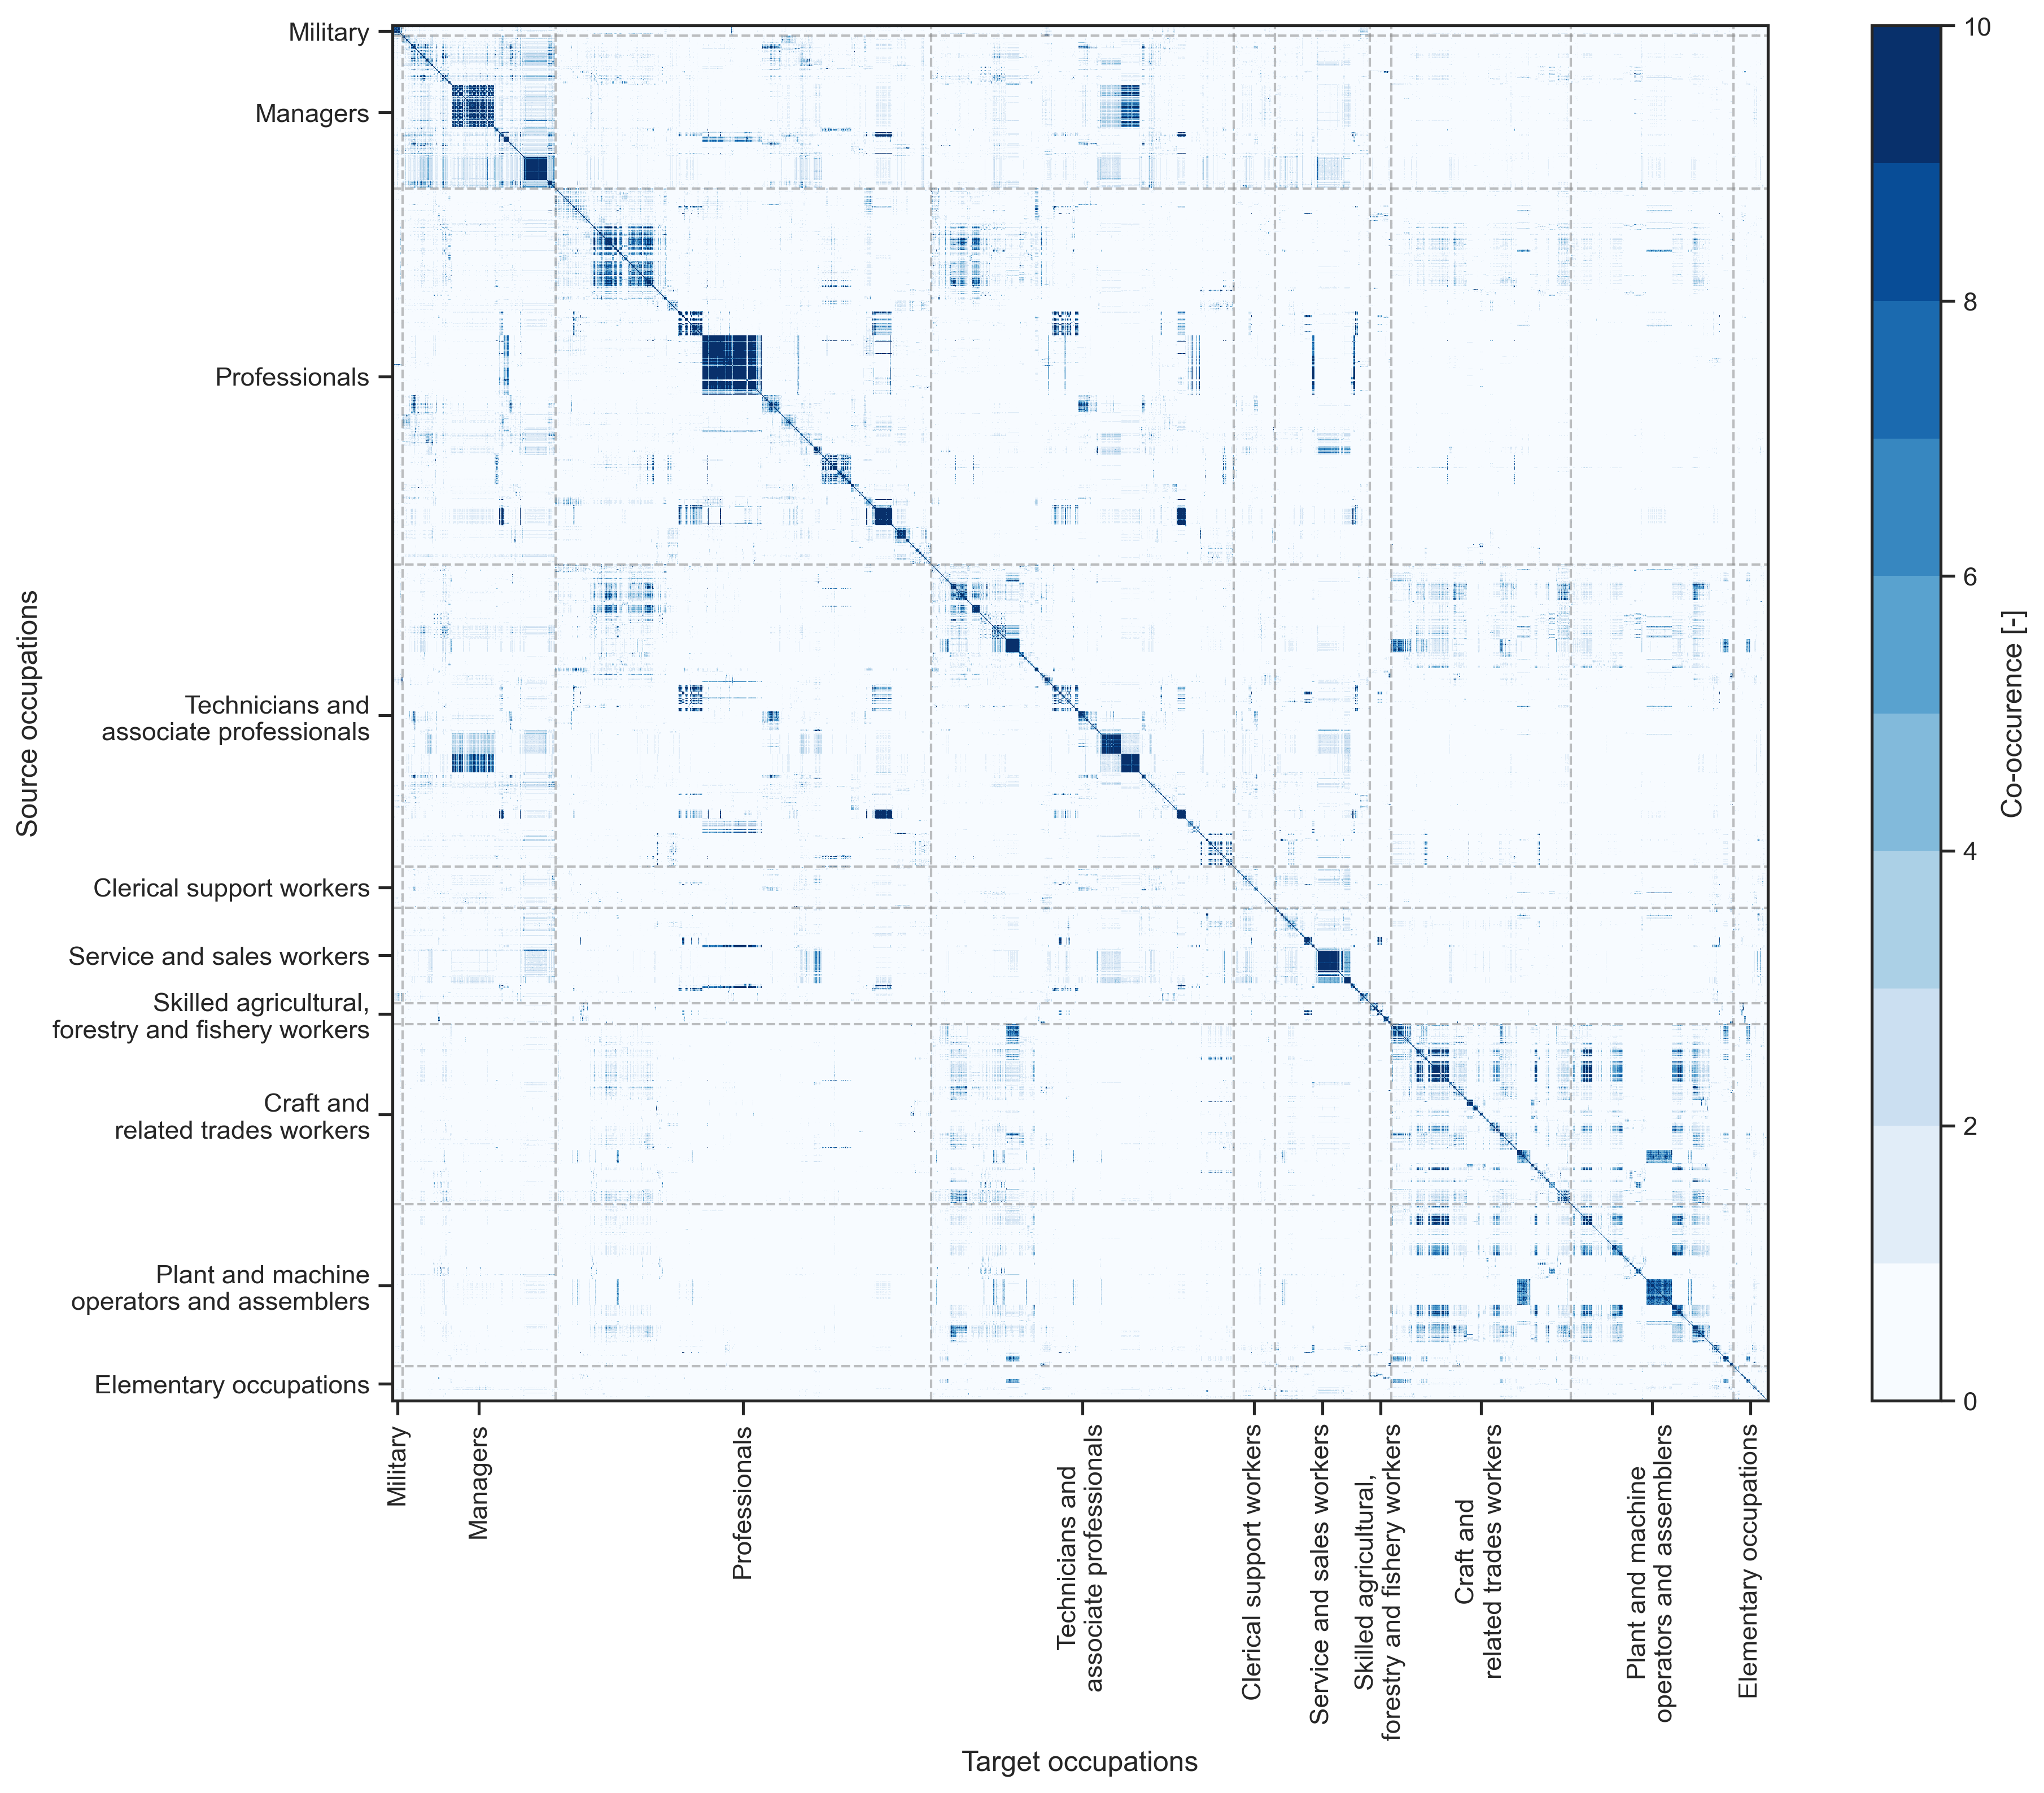 Military
Managers
Professionals
Technicians and
associate professionals
Clerical support workers
Service and sales workers
Skilled agricultural,
forestry and fishery workers
Craft and
related trades workers
Plant and machine
operators and assemblers
Elementary occupations
Source occupations
Military
Managers
Professionals
Technicians and
associate professionals
Clerical support workers
Service and sales workers
Skilled agricultural,
forestry and fishery workers
Craft and
related trades workers
Plant and machine
operators and assemblers
Elementary occupations
Target occupations
10
8
6
4
2
0
Co-occurence [-]